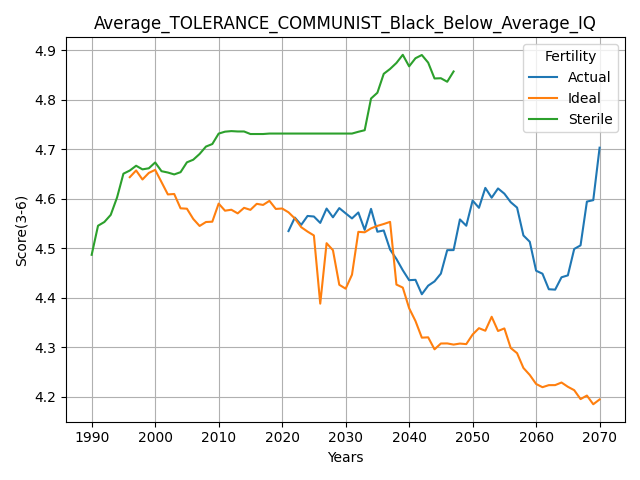 Average_TOLERANCE_COMMUNIST_Black_Below_Average_IQ
Fertility
Actual
Ideal
Sterile
Score(3-6)
4.9
4.8
4.7
4.6
4.5
4.4
4.3
4.2
1990 2000 2010 2020 2030 2040 2050 2060 2070
Years